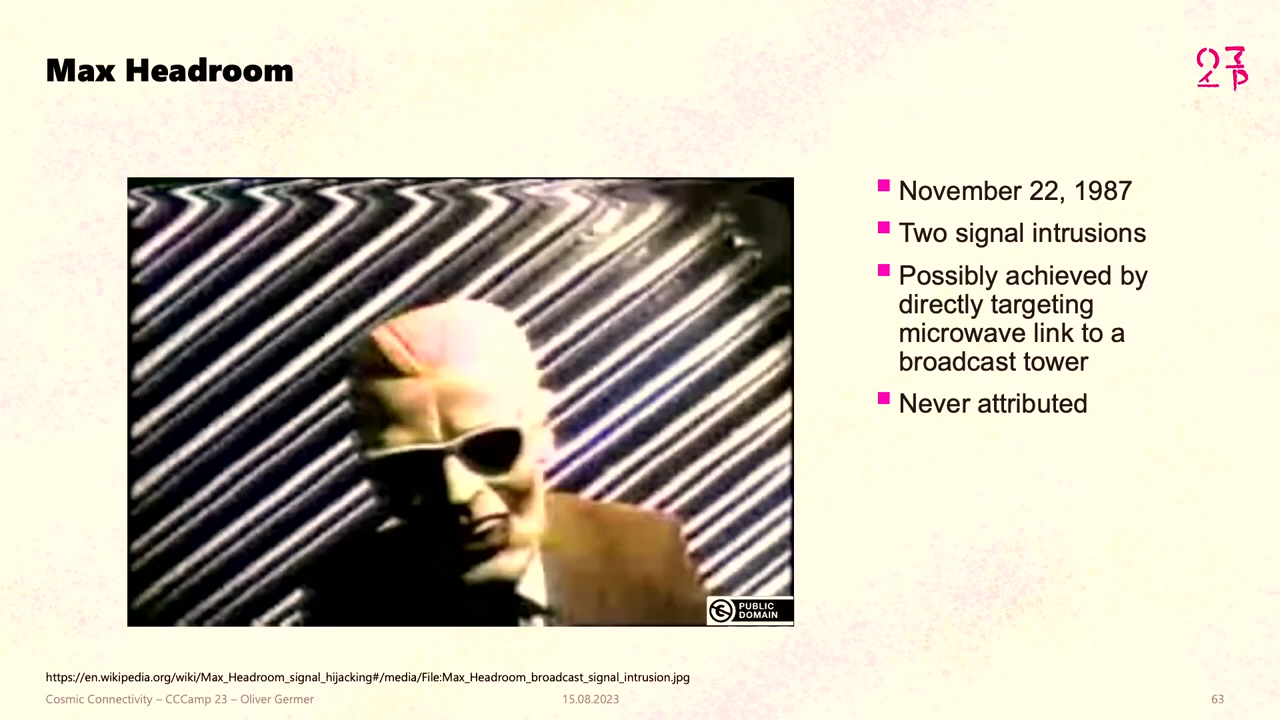 Max Headroom
November 22, 1987
Two signal intrusions
Possibly achieved by
directly targeting
microwave link to a
broadcast tower
Never attributed
PUBLIC
DOMAIN
https://en.wikipedia.org/wiki/Max_Headroom_signal_hijacking#/media/File:Max_Headroom_broadcast_signal_intrusion.jpg
Cosmic Connectivity – CCCamp 23 – Oliver Germer
15.08.2023
63